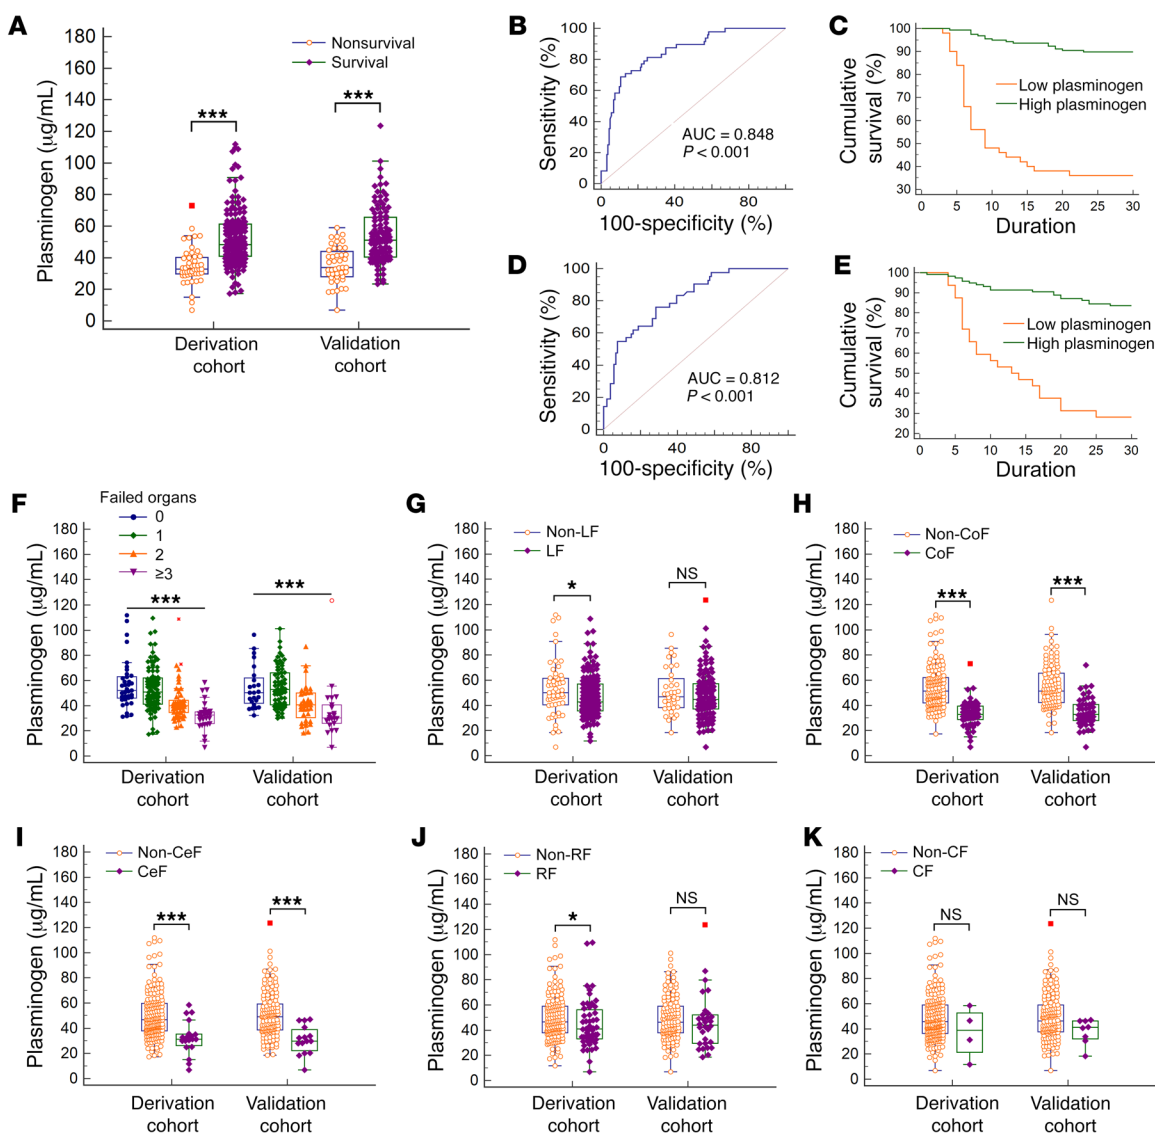 A
Plasminogen (μg/mL)
180
160
140
120
100
80
60
40
20
0
Nonsurvival
Survival
***
***
Derivation
cohort
Validation
cohort
B
Sensitivity (%)
100
80
60
40
20
0
AUC = 0.848
P < 0.001
0
40
80
100-specificity (%)
C
Cumulative
survival (%)
100
90
80
70
60
50
40
30
Low plasminogen
High plasminogen
0
5
10
15
20
25
30
Duration
D
Sensitivity (%)
100
80
60
40
20
0
AUC = 0.812
P < 0.001
0
40
80
100-specificity (%)
E
Cumulative
survival (%)
100
90
80
70
60
50
40
30
20
Low plasminogen
High plasminogen
0
5
10
15
20
25
30
Duration
F
Failed organs
0
1
2
≥3
Plasminogen (μg/mL)
180
160
140
120
100
80
60
40
20
0
***
***
Derivation
cohort
Validation
cohort
G
Plasminogen (μg/mL)
180
160
140
120
100
80
60
40
20
0
Non-LF
LF
*
NS
Derivation
cohort
Validation
cohort
H
Plasminogen (μg/mL)
180
160
140
120
100
80
60
40
20
0
Non-CoF
CoF
***
***
Derivation
cohort
Validation
cohort
I
Plasminogen (μg/mL)
180
160
140
120
100
80
60
40
20
0
Non-CeF
CeF
***
***
Derivation
cohort
Validation
cohort
J
Plasminogen (μg/mL)
180
160
140
120
100
80
60
40
20
0
Non-RF
RF
*
NS
Derivation
cohort
Validation
cohort
K
Plasminogen (μg/mL)
180
160
140
120
100
80
60
40
20
0
Non-CF
CF
NS
NS
Derivation
cohort
Validation
cohort